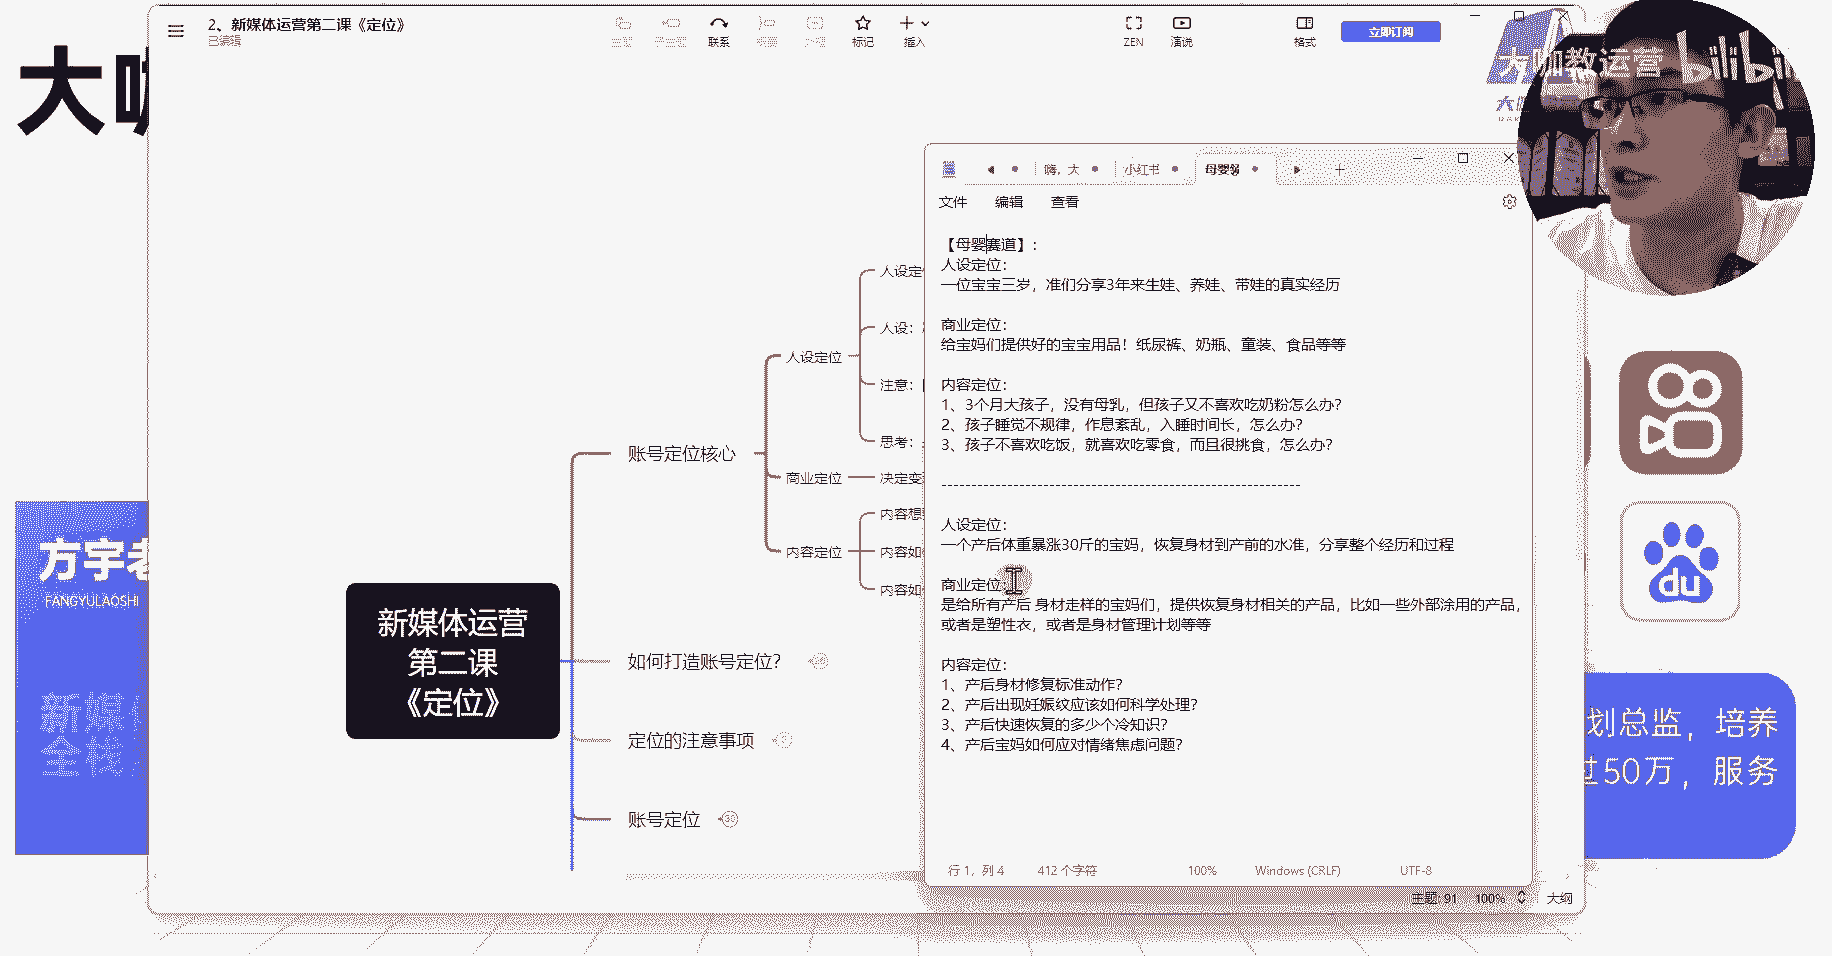 2、新媒体运营第二课《定位》
已编辑
联系
标记
插入
ZEN
演说
格式
立即订阅
大咖教运营
bilibili
方宇老
FANGYULAOSHI
新媒体
全栈
新媒体运营
第二课
《定位》
账号定位核心
人设定位
人设定
人设：
注意：
思考：
商业定位
决定变
内容定位
内容想
内容如
内容如
如何打造账号定位？
定位的注意事项
账号定位
30
嗨，大
小红书
文件
编辑
查看
【母婴赛道】：
人设定位：
一位宝宝三岁，准们分享3年来生娃、养娃、带娃的真实经历
商业定位：
给宝妈们提供好的宝宝用品！纸尿裤、奶瓶、童装、食品等等
内容定位：
1、3个月大孩子，没有母乳，但孩子又不喜欢吃奶粉怎么办？
2、孩子睡觉不规律，作息紊乱，入睡时间长，怎么办？
3、孩子不喜欢吃饭，就喜欢吃零食，而且很挑食，怎么办？
------------------------------------------------------------
人设定位：
一个产后体重暴涨30斤的宝妈，恢复身材到产前的水准，分享整个经历和过程
商业定位：
是给所有产后 身材走样的宝妈们，提供恢复身材相关的产品，比如一些外部涂用的产品，
或者是塑性衣，或者是身材管理计划等等
内容定位：
1、产后身材修复标准动作？
2、产后出现妊娠纹应该如何科学处理？
3、产后快速恢复的多少个冷知识？
4、产后宝妈如何应对情绪焦虑问题？
行 1，列 4
412 个字符
100%
Windows (CRLF)
UTF-8
主题: 91
100%
大纲
du
划总监，培养
过50万，服务